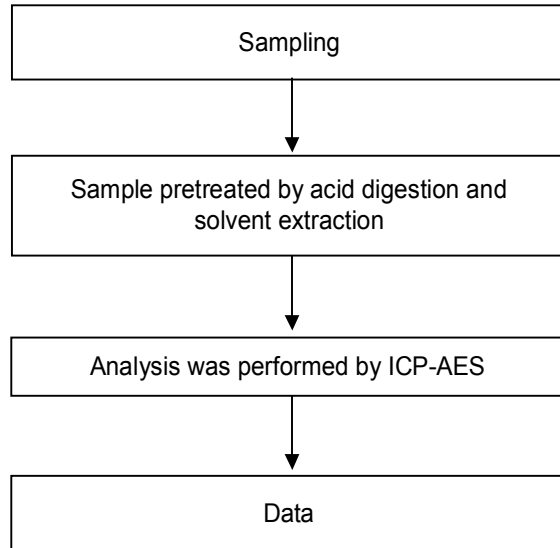 Sampling
Sample pretreated by acid digestion and
solvent extraction
Analysis was performed by ICP-AES
Data